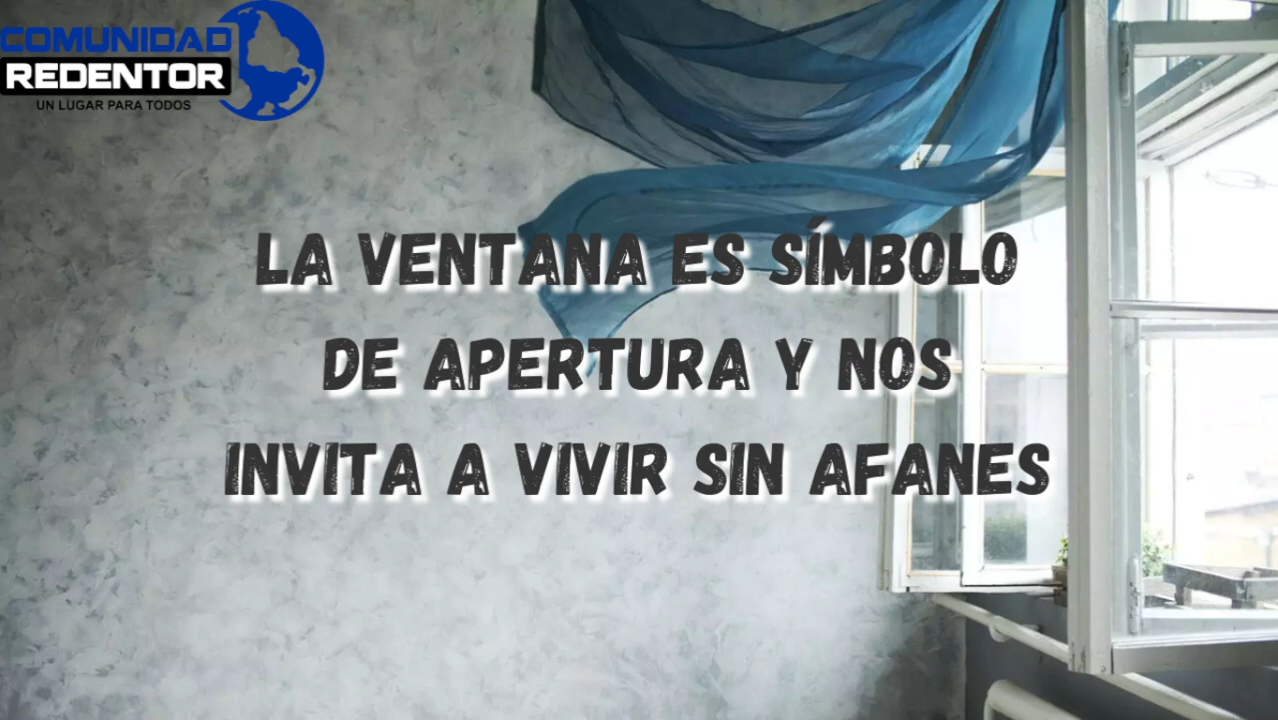 COMUNIDAD
REDENTOR
UN LUGAR PARA TODOS
LA VENTANA ES SÍMBOLO
DE APERTURA Y NOS
INVITA A VIVIR SIN AFANES